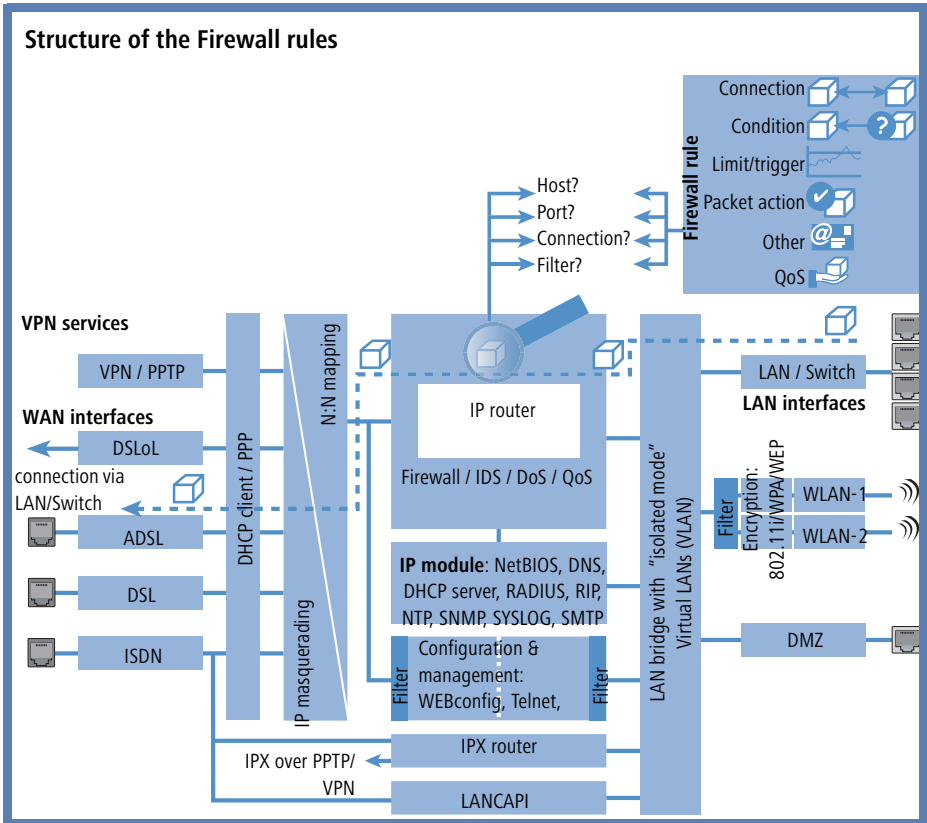 Structure of the Firewall rules
Connection
Condition
?
Limit/trigger
Packet action
Other
@
QoS
Firewall rule
Host?
Port?
Connection?
Filter?
VPN services
VPN / PPTP
WAN interfaces
DSLoL
connection via
LAN/Switch
ADSL
DSL
ISDN
DHCP client / PPP
N:N mapping
IP masquerading
IP router
Firewall / IDS / DoS / QoS
IP module: NetBIOS, DNS,
DHCP server, RADIUS, RIP,
NTP, SNMP, SYSLOG, SMTP
Filter
Configuration &
management:
WEBconfig, Telnet,
Filter
IPX router
IPX over PPTP/
VPN
LANCAPI
LAN bridge with "isolated mode"
Virtual LANs (VLAN)
LAN / Switch
LAN interfaces
Filter
Encryption:
802.11i/WPA/WEP
WLAN-1
WLAN-2
DMZ